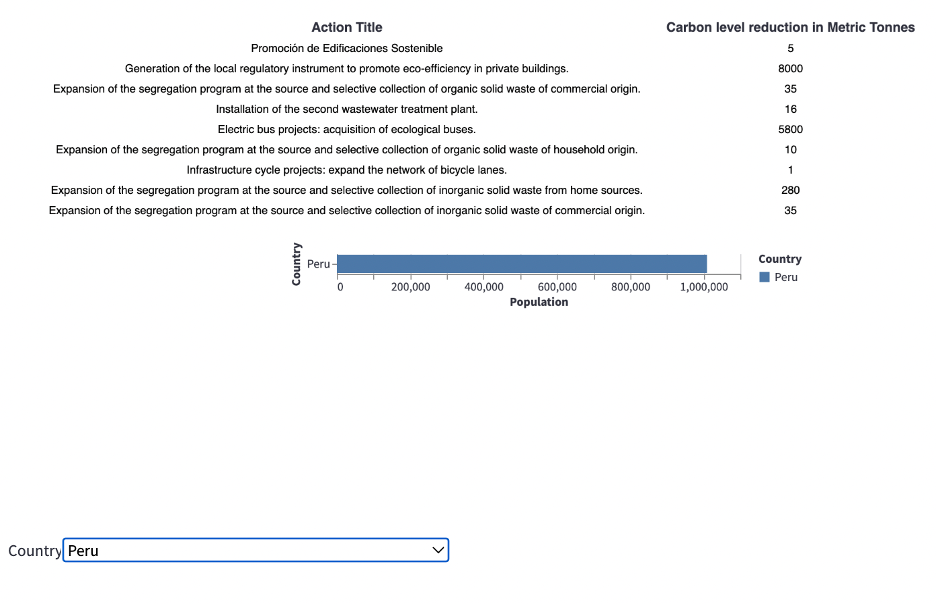 Action Title Carbon level reduction in Metric Tonnes
Promoción de Edificaciones Sostenible 5
Generation of the local regulatory instrument to promote eco-efficiency in private buildings. 8000
Expansion of the segregation program at the source and selective collection of organic solid waste of commercial origin. 35
Installation of the second wastewater treatment plant. 16
Electric bus projects: acquisition of ecological buses. 5800
Expansion of the segregation program at the source and selective collection of organic solid waste of household origin. 10
Infrastructure cycle projects: expand the network of bicycle lanes. 1
Expansion of the segregation program at the source and selective collection of inorganic solid waste from home sources. 280
Expansion of the segregation program at the source and selective collection of inorganic solid waste of commercial origin. 35
Country
Peru
0 200,000 400,000 600,000 800,000 1,000,000
Population
Country
Peru
Country Peru